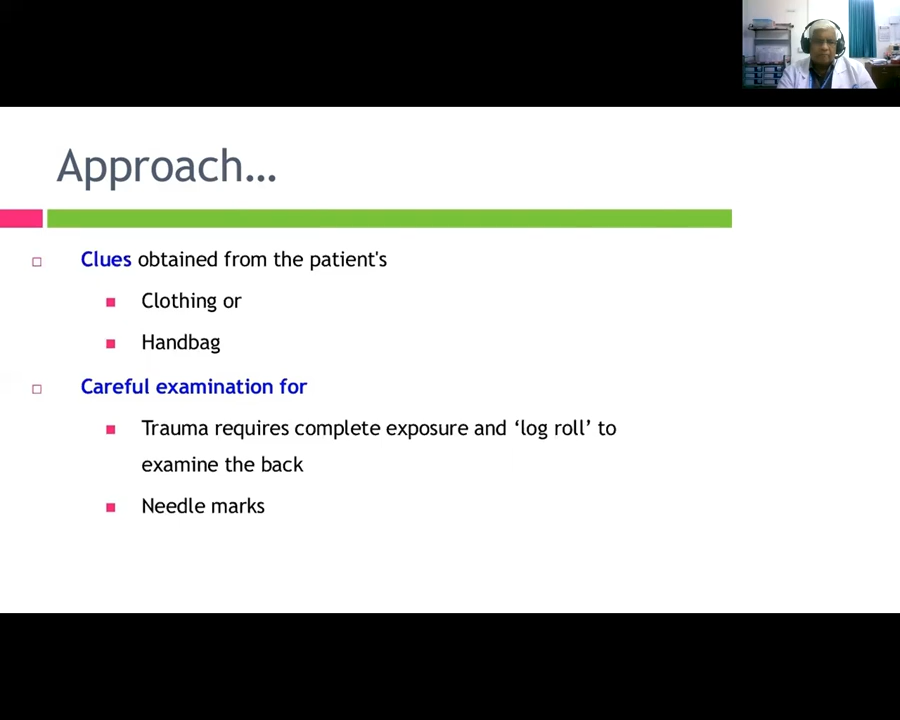 Approach…
Clues obtained from the patient's
Clothing or
Handbag
Careful examination for
Trauma requires complete exposure and ‘log roll’ to
examine the back
Needle marks